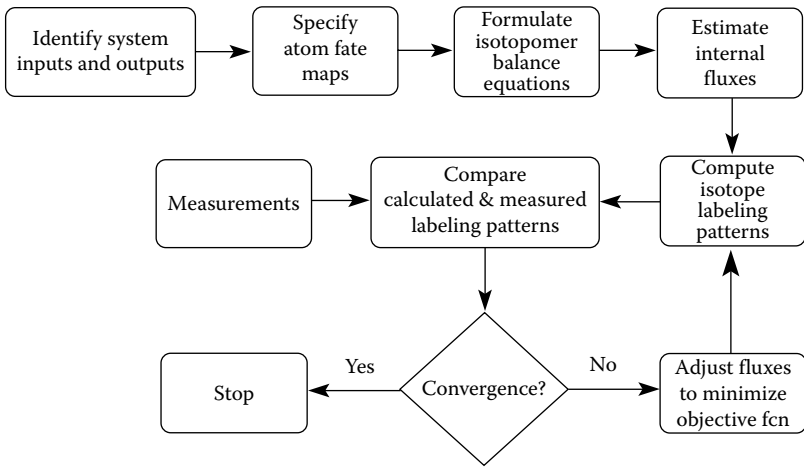 Identify system
inputs and outputs
Specify
atom fate
maps
Formulate
isotopomer
balance
equations
Estimate
internal
fluxes
Measurements
Compare
calculated & measured
labeling patterns
Compute
isotope
labeling
patterns
Stop
Yes
Convergence?
No
Adjust fluxes
to minimize
objective fcn